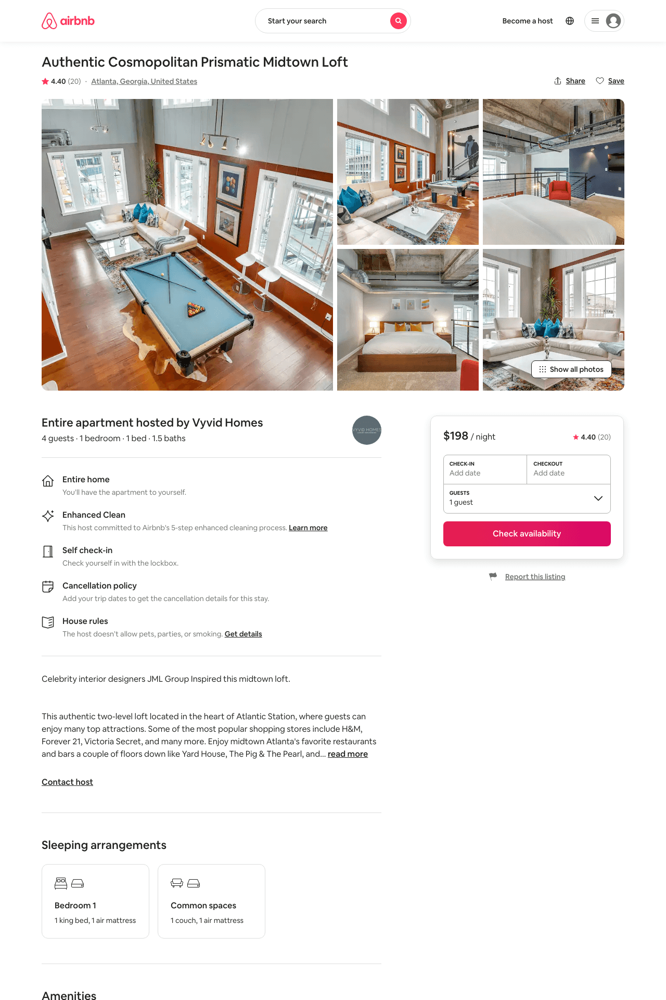 airbnb
Start your search
Become a host
Authentic Cosmopolitan Prismatic Midtown Loft
4.40 (20) · Atlanta, Georgia, United States
Share
Save
Show all photos
Entire apartment hosted by Vyvid Homes
4 guests · 1 bedroom · 1 bed · 1.5 baths
VYVID HOMES
$198 / night
4.40 (20)
CHECK-IN
Add date
CHECKOUT
Add date
GUESTS
1 guest
Check availability
Report this listing
Entire home
You'll have the apartment to yourself.
Enhanced Clean
This host committed to Airbnb's 5-step enhanced cleaning process. Learn more
Self check-in
Check yourself in with the lockbox.
Cancellation policy
Add your trip dates to get the cancellation details for this stay.
House rules
The host doesn't allow pets, parties, or smoking. Get details
Celebrity interior designers JML Group Inspired this midtown loft.
This authentic two-level loft located in the heart of Atlantic Station, where guests can
enjoy many top attractions. Some of the most popular shopping stores include H&M,
Forever 21, Victoria Secret, and many more. Enjoy midtown Atlanta's favorite restaurants
and bars a couple of floors down like Yard House, The Pig & The Pearl, and... read more
Contact host
Sleeping arrangements
Bedroom 1
1 king bed, 1 air mattress
Common spaces
1 couch, 1 air mattress
Amenities